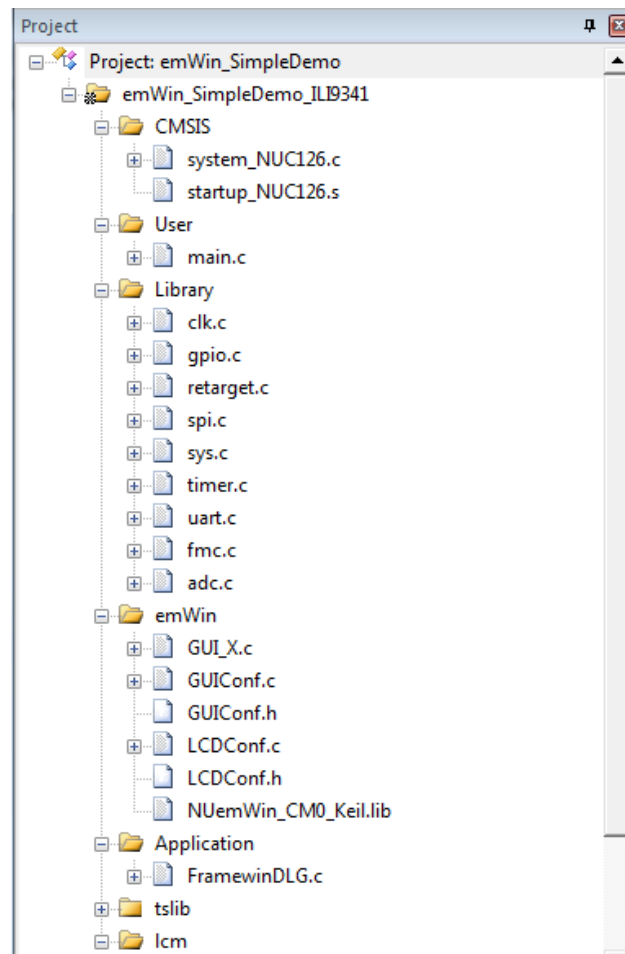 Project
Project: emWin_SimpleDemo
emWin_SimpleDemo_ILI9341
CMSIS
system_NUC126.c
startup_NUC126.s
User
main.c
Library
clk.c
gpio.c
retarget.c
spi.c
sys.c
timer.c
uart.c
fmc.c
adc.c
emWin
GUI_X.c
GUIConf.c
GUIConf.h
LCDConf.c
LCDConf.h
NUemWin_CM0_Keil.lib
Application
FramewinDLG.c
tslib
lcm